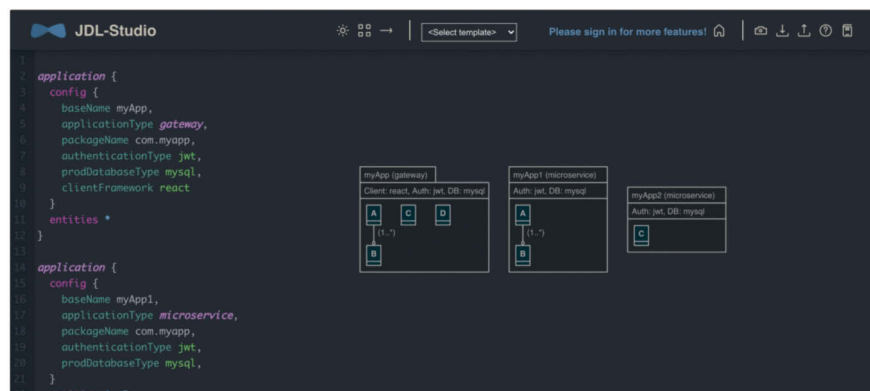 JDL-Studio
<Select template>
Please sign in for more features!
1
2 application {
3 config {
4 baseName myApp,
5 applicationType gateway,
6 packageName com.myapp,
7 authenticationType jwt,
8 prodDatabaseType mysql,
9 clientFramework react
10 }
11 entities *
12 }
13
14 application {
15 config {
16 baseName myApp1,
17 applicationType microservice,
18 packageName com.myapp,
19 authenticationType jwt,
20 prodDatabaseType mysql,
21 }
myApp (gateway)
Client: react, Auth: jwt, DB: mysql
A C D
(1..*)
B
myApp1 (microservice)
Auth: jwt, DB: mysql
A
(1..*)
B
myApp2 (microservice)
Auth: jwt, DB: mysql
C